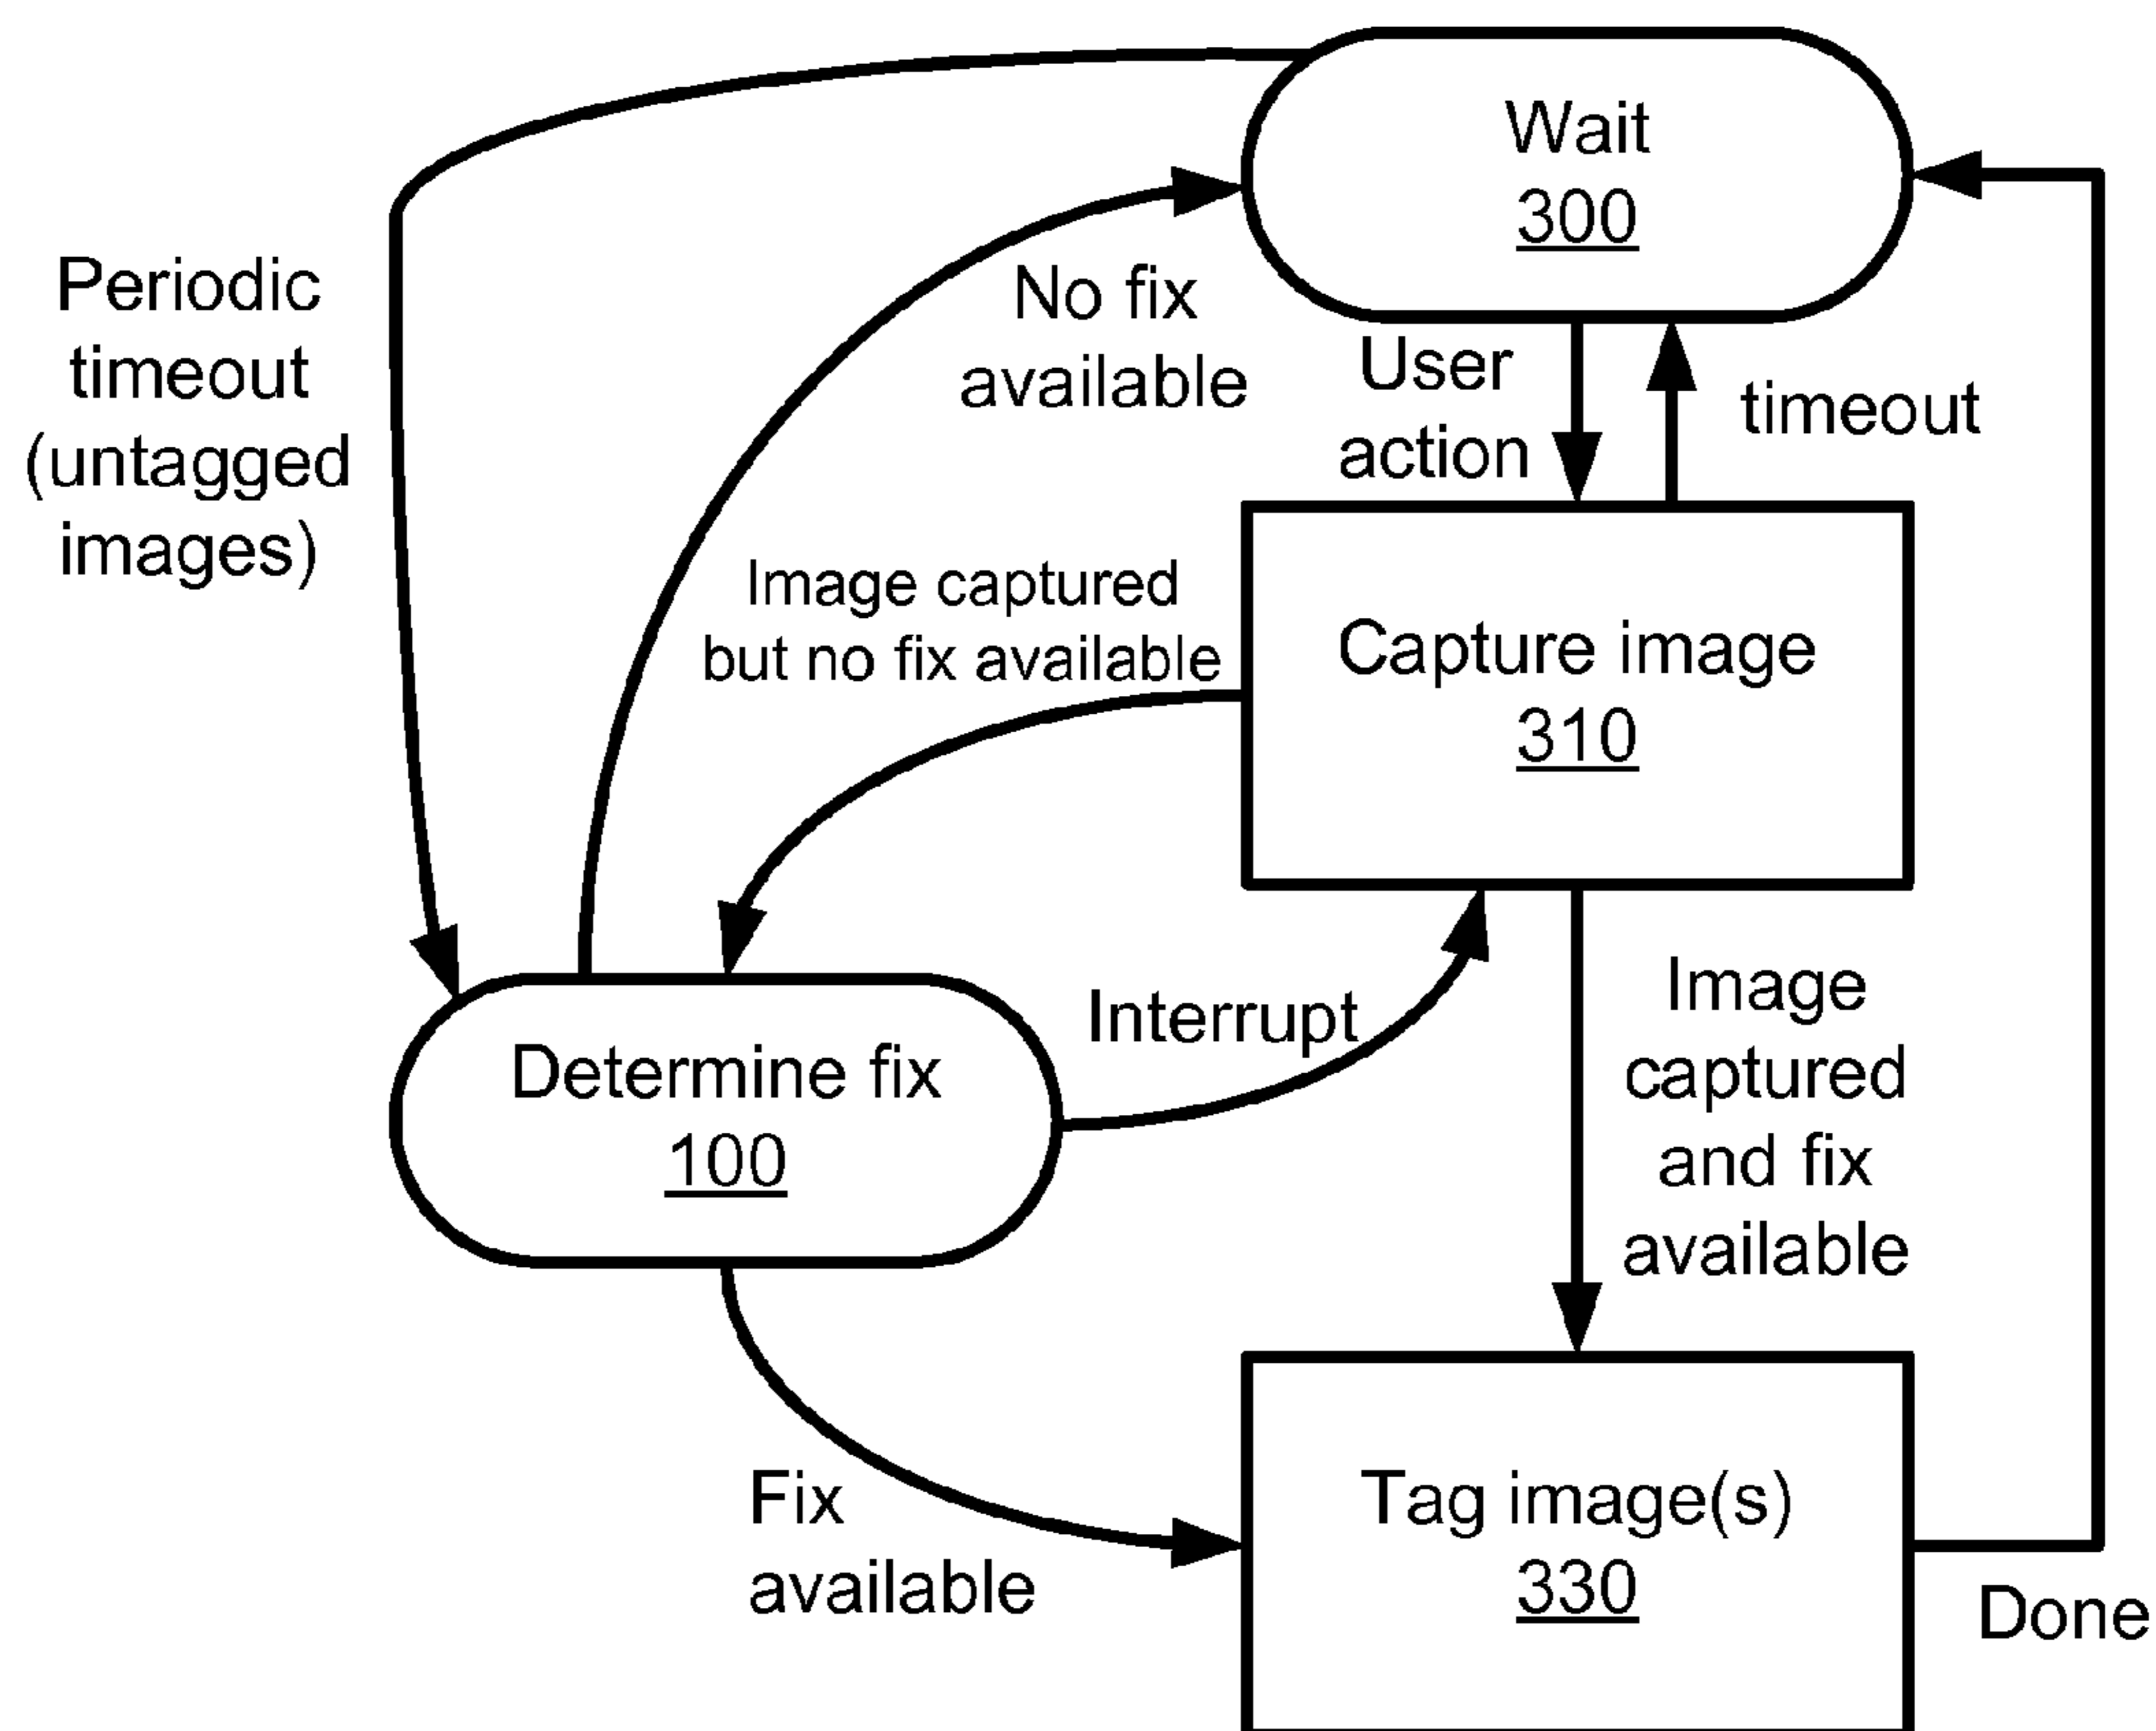 Wait
300
Periodic
timeout
(untagged
images)
No fix
available
User
action
timeout
Image captured
but no fix available
Capture image
310
Interrupt
Image
captured
and fix
available
Determine fix
100
Fix
available
Tag image(s)
330
Done